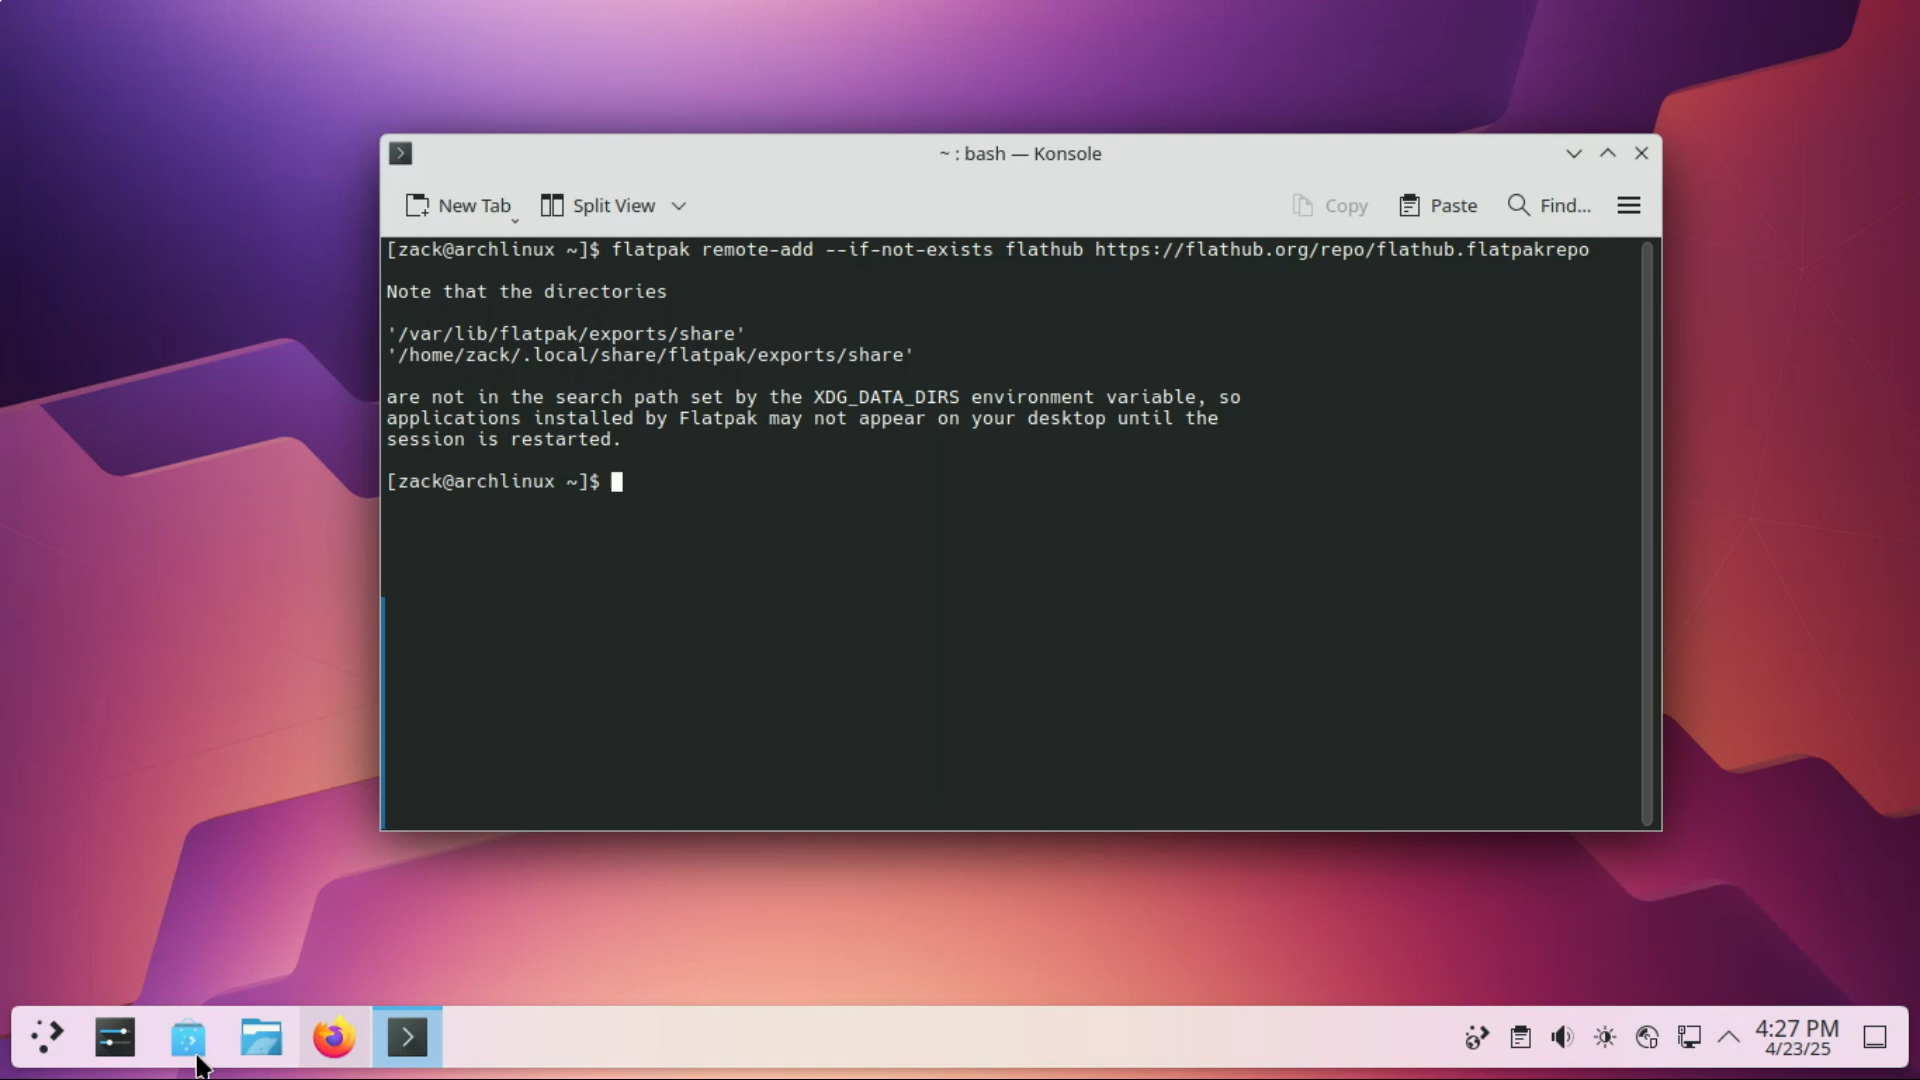 ~ : bash — Konsole
New Tab
Split View
Copy
Paste
Find...
[zack@archlinux ~]$ flatpak remote-add --if-not-exists flathub https://flathub.org/repo/flathub.flatpakrepo
Note that the directories
'/var/lib/flatpak/exports/share'
'/home/zack/.local/share/flatpak/exports/share'
are not in the search path set by the XDG_DATA_DIRS environment variable, so
applications installed by Flatpak may not appear on your desktop until the
session is restarted.
[zack@archlinux ~]$
4:27 PM
4/23/25